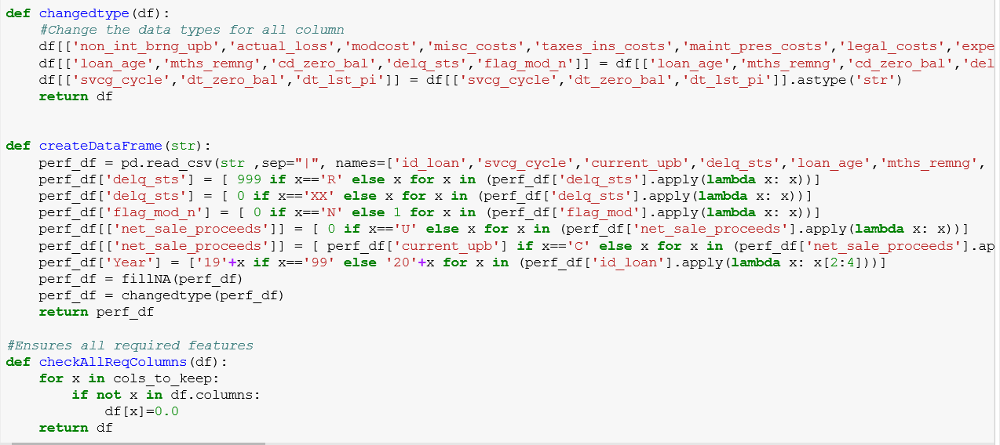 def changedtype(df):
    #Change the data types for all column
    df[['non_int_brng_upb','actual_loss','modcost','misc_costs','taxes_ins_costs','maint_pres_costs','legal_costs','expe
    df[['loan_age','mths_remng','cd_zero_bal','delq_sts','flag_mod_n']] = df[['loan_age','mths_remng','cd_zero_bal','del
    df[['svcg_cycle','dt_zero_bal','dt_lst_pi']] = df[['svcg_cycle','dt_zero_bal','dt_lst_pi']].astype('str')
    return df
def createDataFrame(str):
    perf_df = pd.read_csv(str ,sep="|", names=['id_loan','svcg_cycle','current_upb','delq_sts','loan_age','mths_remng',
    perf_df['delq_sts'] = [ 999 if x=='R' else x for x in (perf_df['delq_sts'].apply(lambda x: x))]
    perf_df['delq_sts'] = [ 0 if x=='XX' else x for x in (perf_df['delq_sts'].apply(lambda x: x))]
    perf_df['flag_mod_n'] = [ 0 if x=='N' else 1 for x in (perf_df['flag_mod'].apply(lambda x: x))]
    perf_df[['net_sale_proceeds']] = [ 0 if x=='U' else x for x in (perf_df['net_sale_proceeds'].apply(lambda x: x))]
    perf_df[['net_sale_proceeds']] = [ perf_df['current_upb'] if x=='C' else x for x in (perf_df['net_sale_proceeds'].ap
    perf_df['Year'] = ['19'+x if x=='99' else '20'+x for x in (perf_df['id_loan'].apply(lambda x: x[2:4]))]
    perf_df = fillNA(perf_df)
    perf_df = changedtype(perf_df)
    return perf_df
#Ensures all required features
def checkAllReqColumns(df):
    for x in cols_to_keep:
        if not x in df.columns:
            df[x]=0.0
    return df